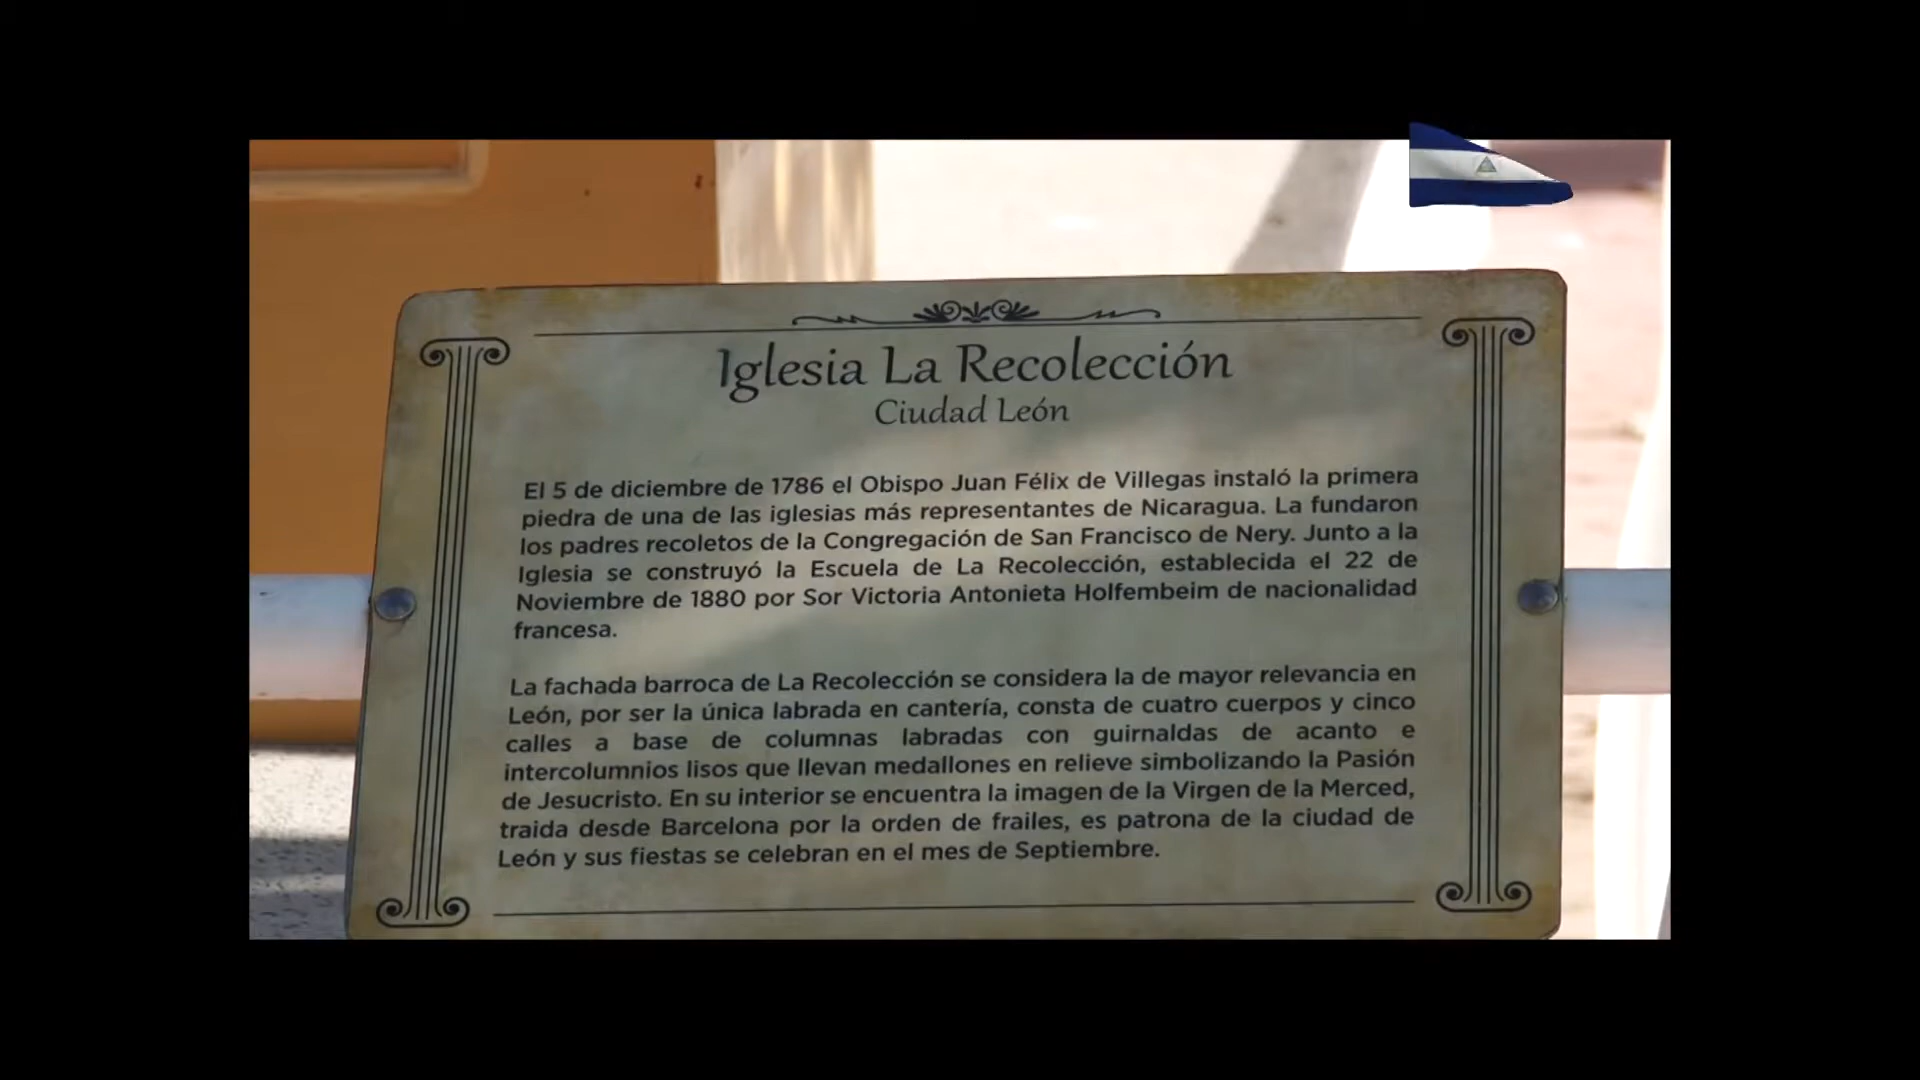 Iglesia La Recolección
Ciudad León
El 5 de diciembre de 1786 el Obispo Juan Félix de Villegas instaló la primera
piedra de una de las iglesias más representantes de Nicaragua. La fundaron
los padres recoletos de la Congregación de San Francisco de Nery. Junto a la
Iglesia se construyó la Escuela de La Recolección, establecida el 22 de
Noviembre de 1880 por Sor Victoria Antonieta Holfembeim de nacionalidad
francesa.
La fachada barroca de La Recolección se considera la de mayor relevancia en
León, por ser la única labrada en cantería, consta de cuatro cuerpos y cinco
calles a base de columnas labradas con guirnaldas de acanto e
intercolumnios lisos que llevan medallones en relieve simbolizando la Pasión
de Jesucristo. En su interior se encuentra la imagen de la Virgen de la Merced,
traida desde Barcelona por la orden de frailes, es patrona de la ciudad de
León y sus fiestas se celebran en el mes de Septiembre.